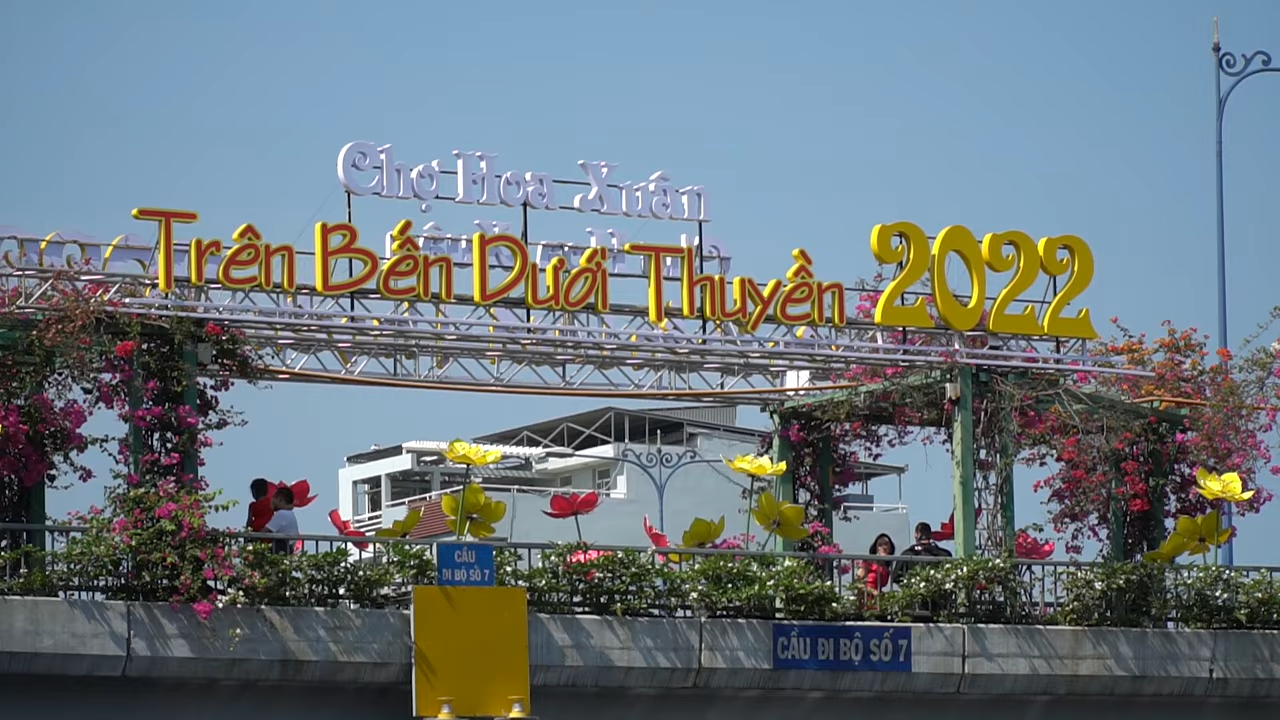 Chợ Hoa Xuân
Trên Bến Dưới Thuyền 2022
CẦU
ĐI BỘ SỐ 7
CẦU ĐI BỘ SỐ 7